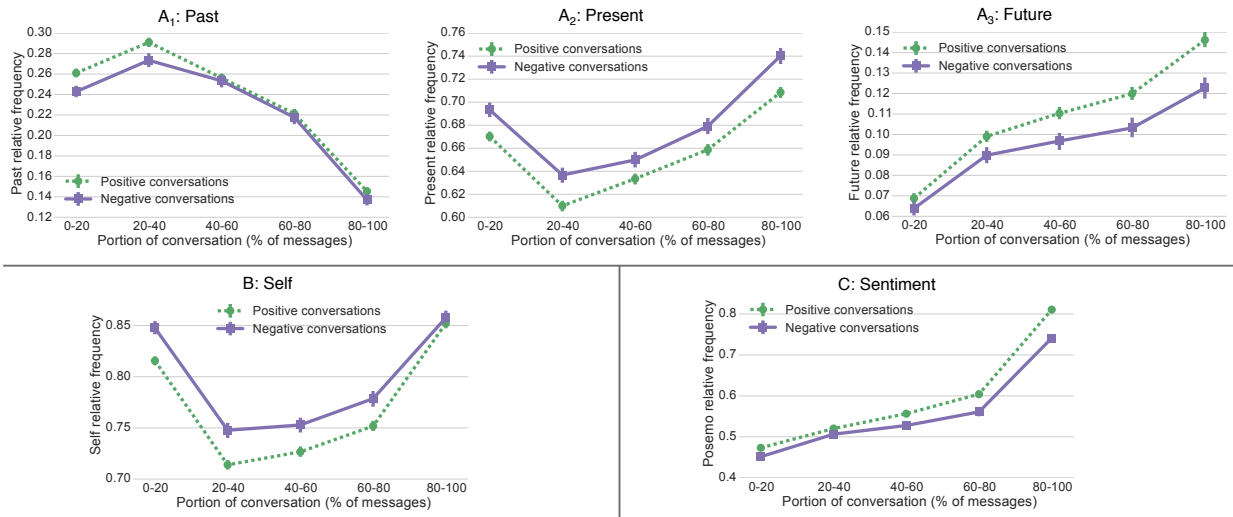 A1: Past
Past relative frequency
0.30
0.28
0.26
0.24
0.22
0.20
0.18
0.16
0.14
0.12
Positive conversations
Negative conversations
0-20 20-40 40-60 60-80 80-100
Portion of conversation (% of messages)
A2: Present
Present relative frequency
0.76
0.74
0.72
0.70
0.68
0.66
0.64
0.62
0.60
Positive conversations
Negative conversations
0-20 20-40 40-60 60-80 80-100
Portion of conversation (% of messages)
A3: Future
Future relative frequency
0.15
0.14
0.13
0.12
0.11
0.10
0.09
0.08
0.07
0.06
Positive conversations
Negative conversations
0-20 20-40 40-60 60-80 80-100
Portion of conversation (% of messages)
B: Self
Self relative frequency
0.85
0.80
0.75
0.70
Positive conversations
Negative conversations
0-20 20-40 40-60 60-80 80-100
Portion of conversation (% of messages)
C: Sentiment
Posemo relative frequency
0.8
0.7
0.6
0.5
0.4
Positive conversations
Negative conversations
0-20 20-40 40-60 60-80 80-100
Portion of conversation (% of messages)